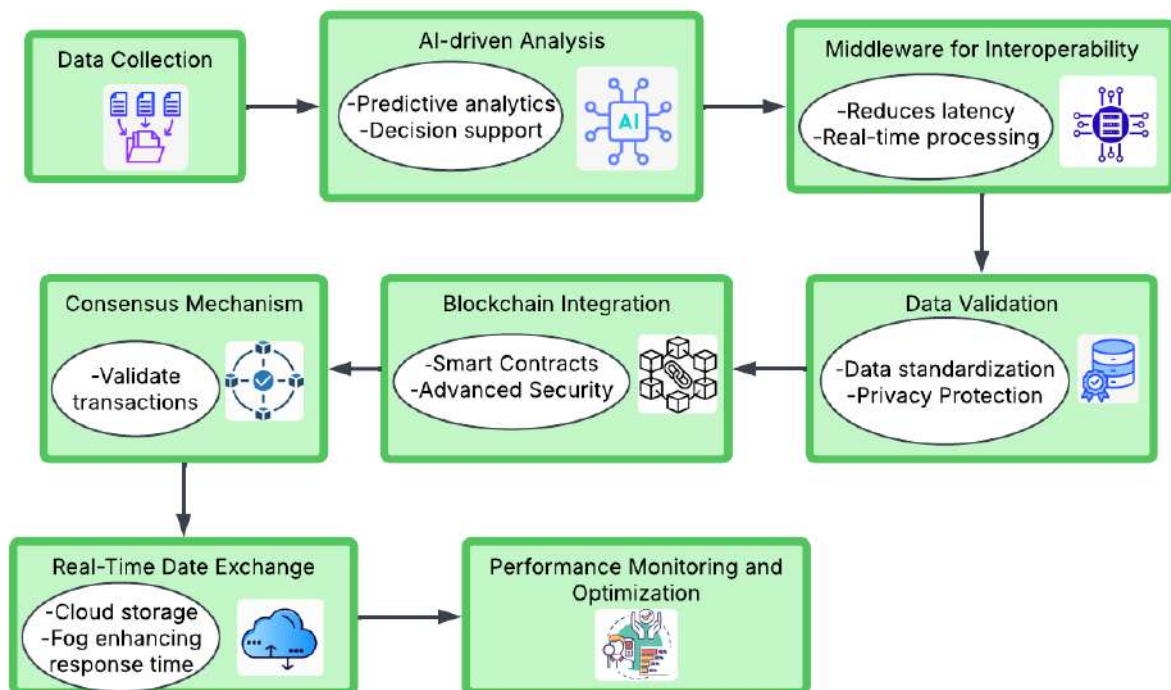 Data Collection
AI-driven Analysis
-Predictive analytics
-Decision support
AI
Middleware for Interoperability
-Reduces latency
-Real-time processing
Data Validation
-Data standardization
-Privacy Protection
Blockchain Integration
-Smart Contracts
-Advanced Security
Consensus Mechanism
-Validate
transactions
Real-Time Date Exchange
-Cloud storage
-Fog enhancing
response time
Performance Monitoring and
Optimization